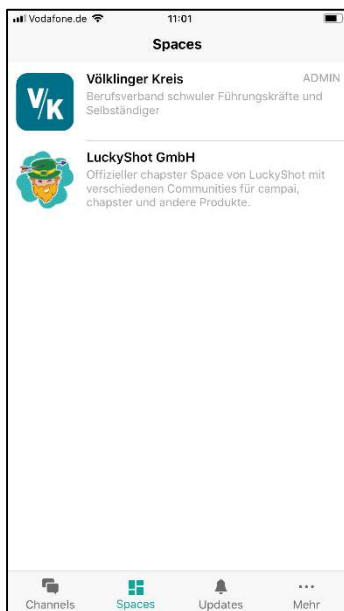 Vodafone.de 11:01
Spaces
V/K
Völklinger Kreis ADMIN
Berufsverband schwuler Führungskräfte und
Selbständiger
LuckyShot GmbH
Offizieller chapster Space von LuckyShot mit
verschiedenen Communities für campai,
chapster und andere Produkte.
Channels Spaces Updates Mehr